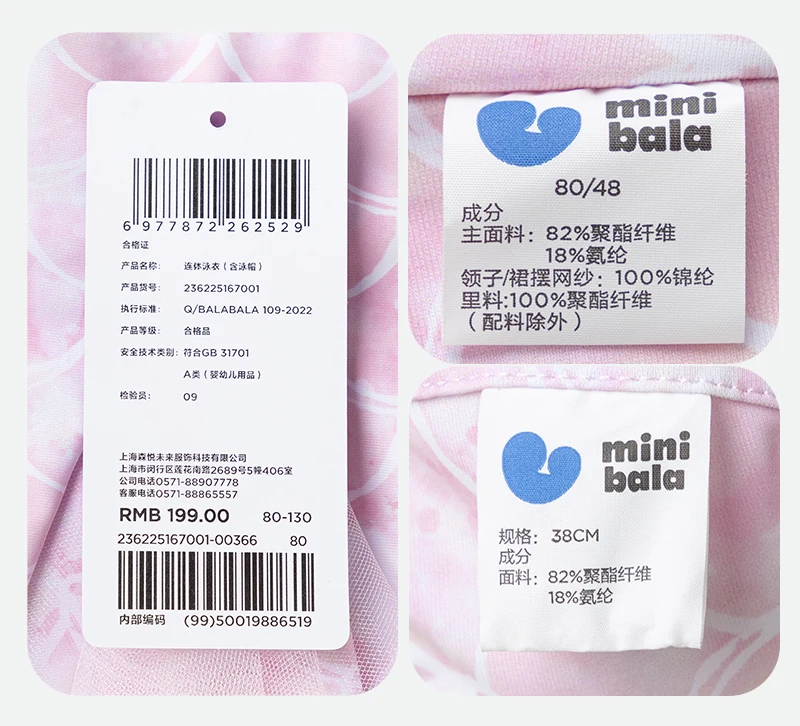 6 977872 262529
合格证
产品名称: 连体泳衣(含泳帽)
产品货号: 236225167001
执行标准: Q/BALABALA 109-2022
产品等级: 合格品
安全技术类别: 符合GB 31701
A类(婴幼儿用品)
检验员: 09
上海森悦未来服饰科技有限公司
上海市闵行区莲花南路2689号5幢406室
公司电话0571-88907778
客服电话0571-88865557
RMB 199.00 80-130
236225167001-00366 80
内部编码 (99)50019886519
mini
bala
80/48
成分
主面料: 82%聚酯纤维
18%氨纶
领子/裙摆网纱: 100%锦纶
里料:100%聚酯纤维
(配料除外)
mini
bala
规格: 38CM
成分
面料: 82%聚酯纤维
18%氨纶